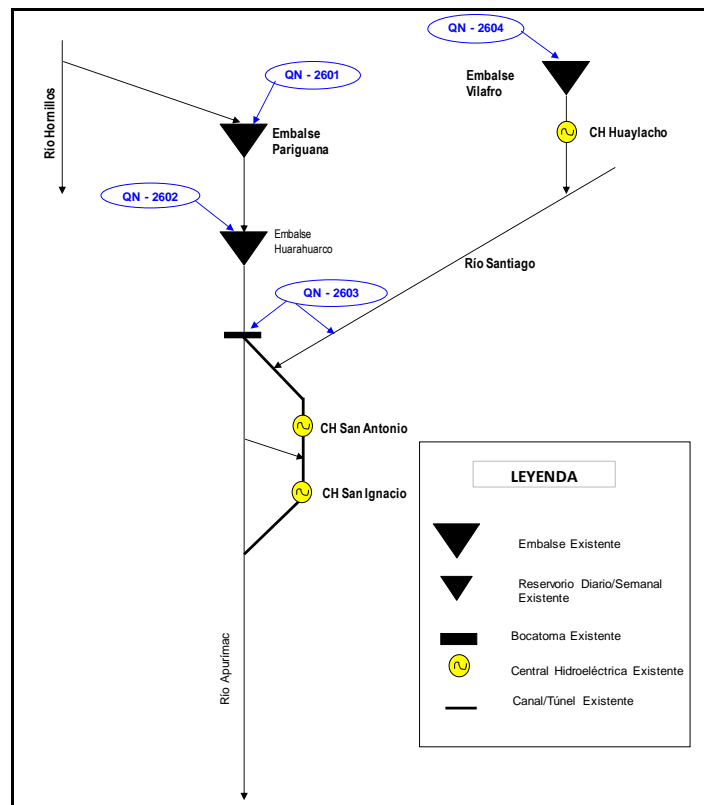 QN - 2604
QN - 2601
Embalse
Vilafro
Río Hornillos
Embalse
Pariguana
CH Huaylacho
QN - 2602
Embalse
Huarahuarco
Río Santiago
QN - 2603
CH San Antonio
CH San Ignacio
Río Apurímac
LEYENDA
Embalse Existente
Reservorio Diario/Semanal
Existente
Bocatoma Existente
Central Hidroeléctrica Existente
Canal/Túnel Existente